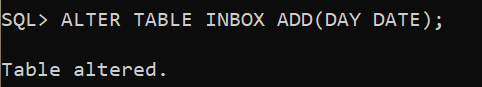 SQL> ALTER TABLE INBOX ADD(DAY DATE);
Table altered.